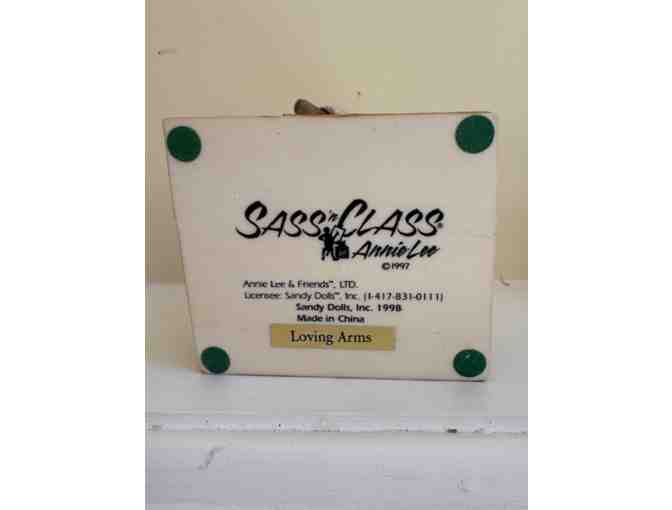 SASS 'n CLASS®
Annie Lee
©1997
Annie Lee & Friends™, LTD.
Licensee: Sandy Dolls™, Inc. (1-417-831-0111)
Sandy Dolls, Inc. 1998
Made in China
Loving Arms